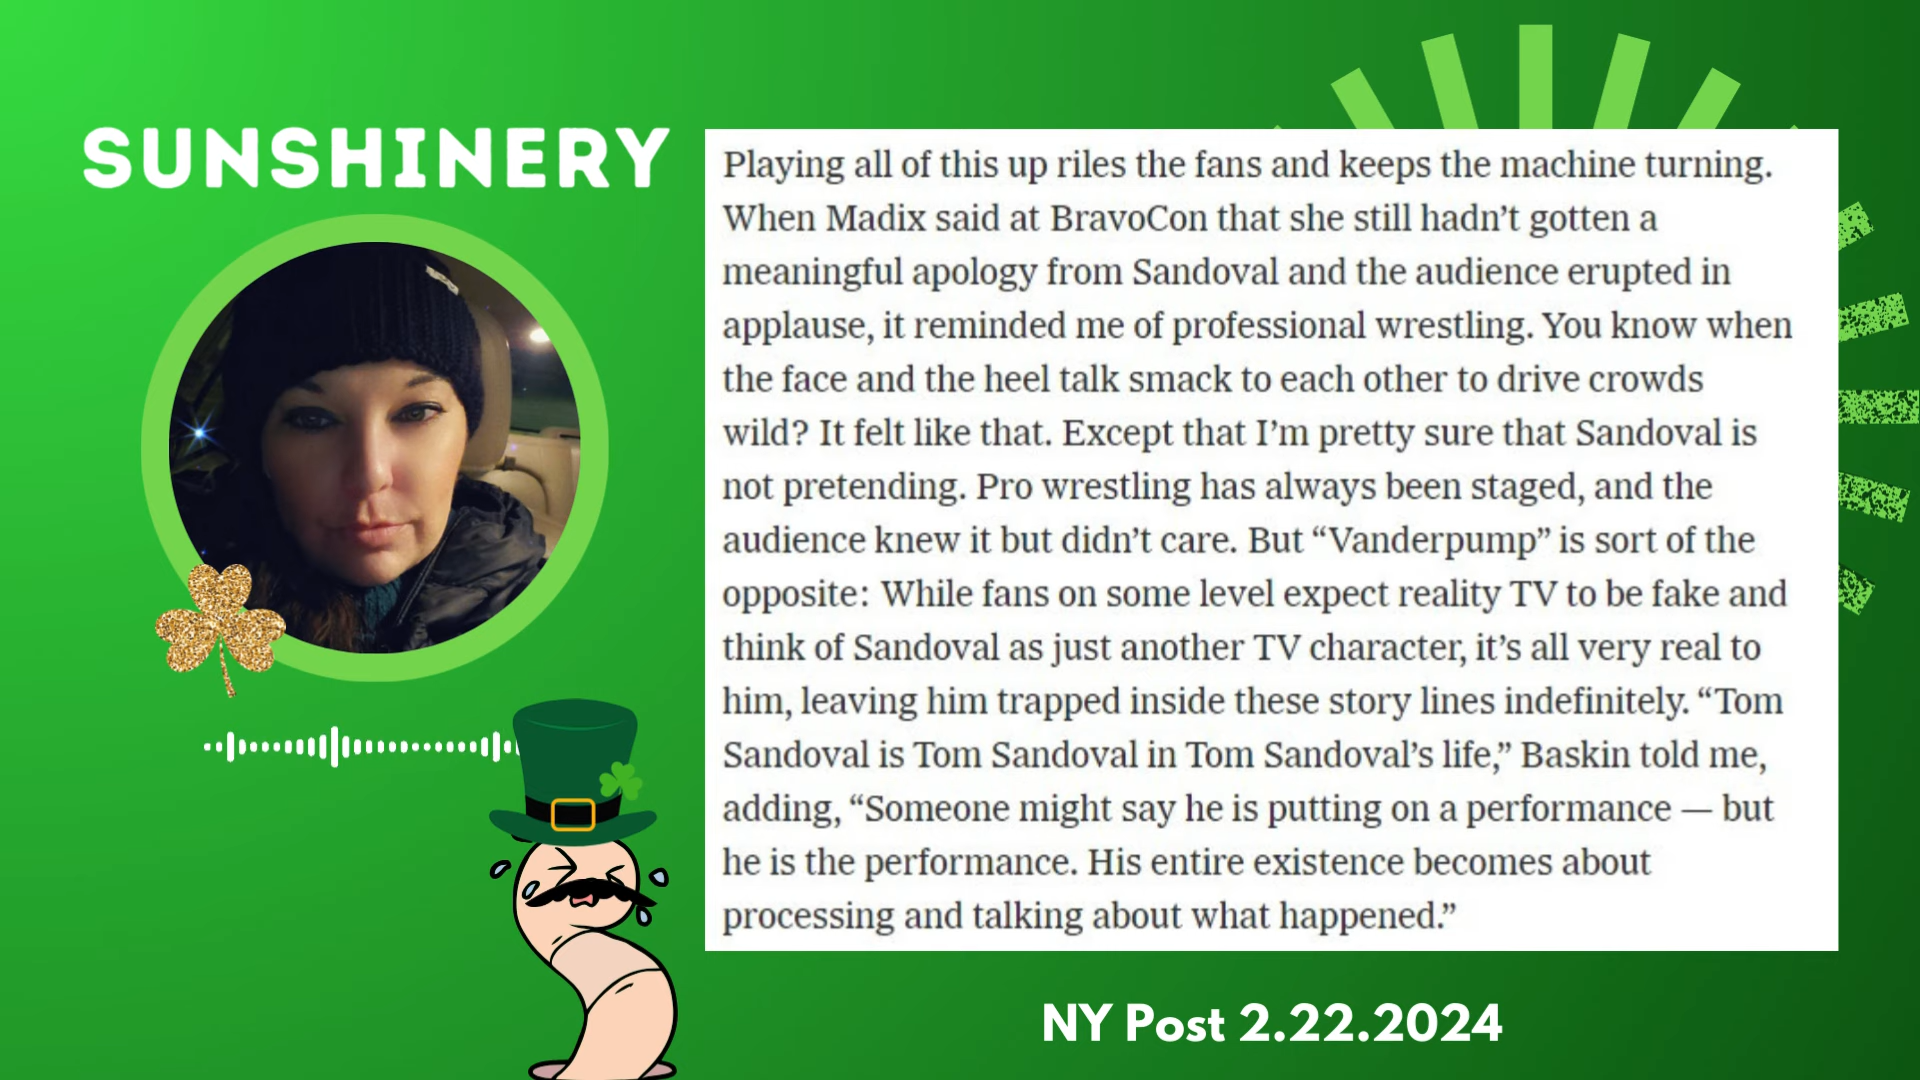 SUNSHINERY
Playing all of this up riles the fans and keeps the machine turning.
When Madix said at BravoCon that she still hadn’t gotten a
meaningful apology from Sandoval and the audience erupted in
applause, it reminded me of professional wrestling. You know when
the face and the heel talk smack to each other to drive crowds
wild? It felt like that. Except that I’m pretty sure that Sandoval is
not pretending. Pro wrestling has always been staged, and the
audience knew it but didn’t care. But “Vanderpump” is sort of the
opposite: While fans on some level expect reality TV to be fake and
think of Sandoval as just another TV character, it’s all very real to
him, leaving him trapped inside these story lines indefinitely. “Tom
Sandoval is Tom Sandoval in Tom Sandoval’s life,” Baskin told me,
adding, “Someone might say he is putting on a performance — but
he is the performance. His entire existence becomes about
processing and talking about what happened.”
NY Post 2.22.2024